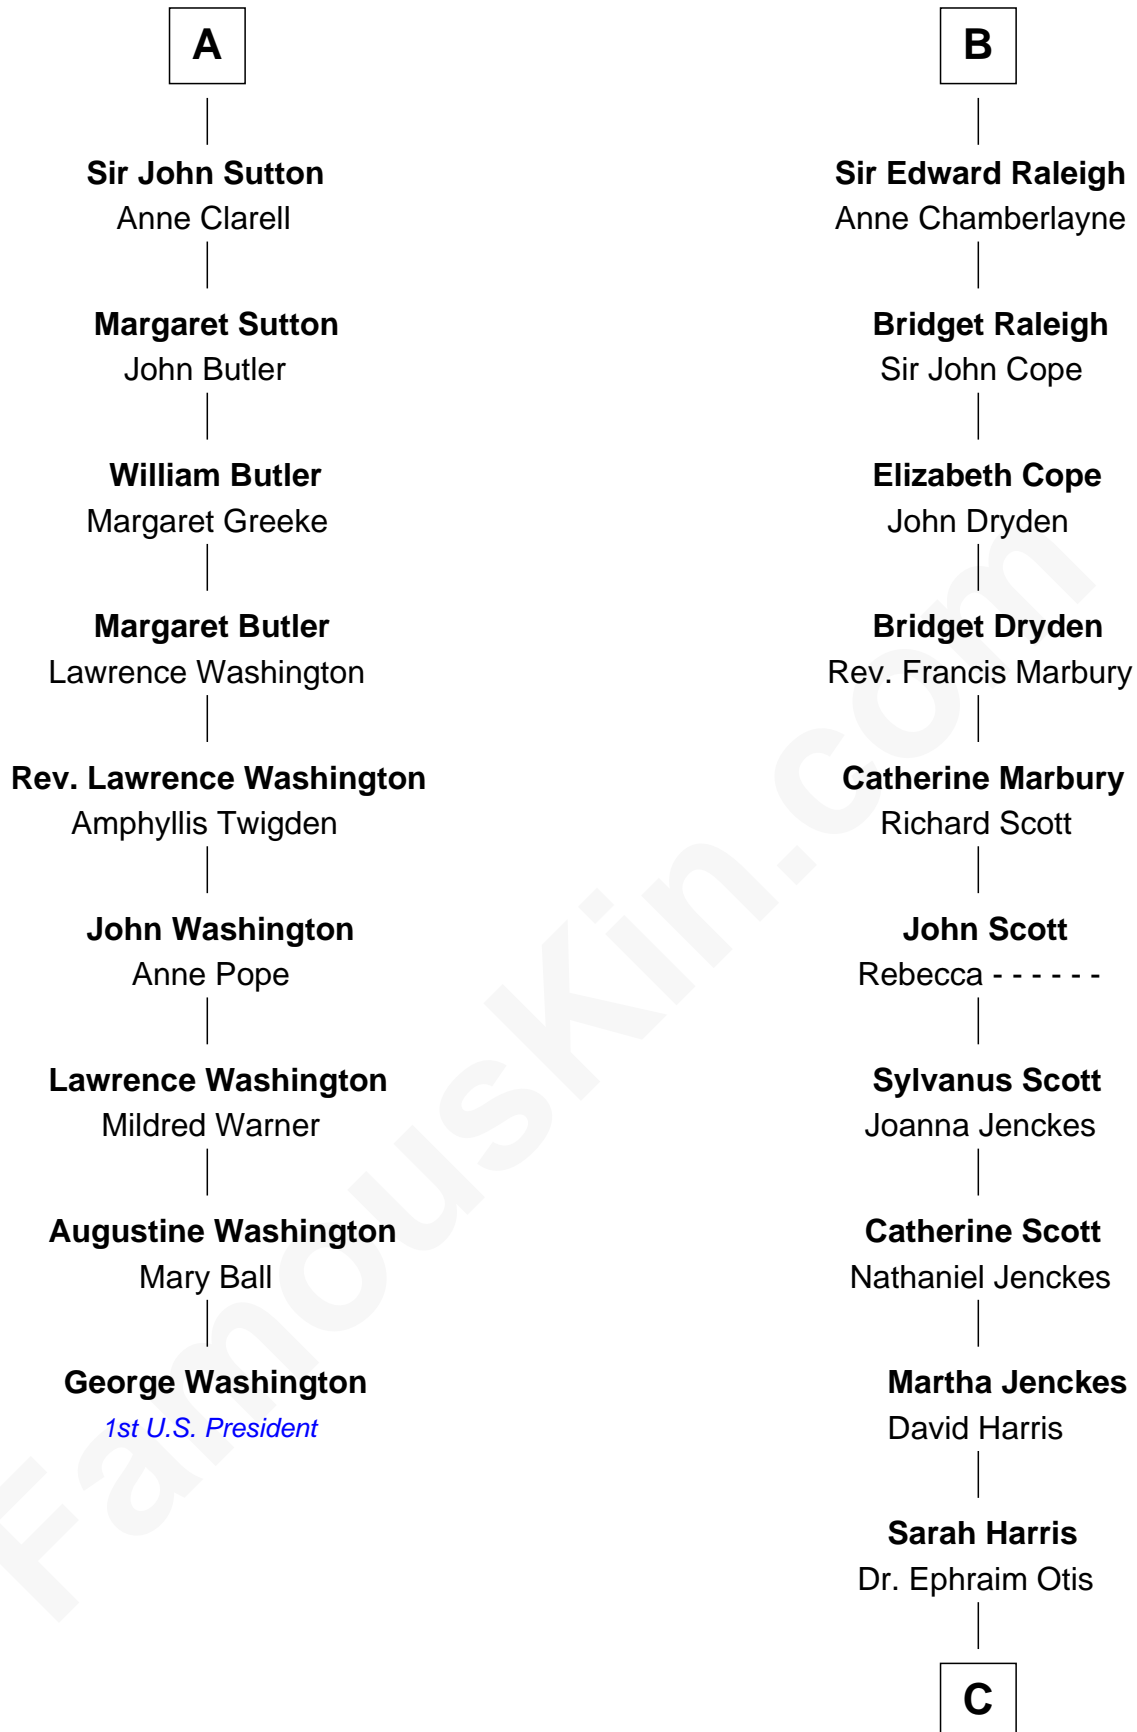 A
Sir John Sutton
Anne Clarell
Margaret Sutton
John Butler
William Butler
Margaret Greeke
Margaret Butler
Lawrence Washington
Rev. Lawrence Washington
Amphyllis Twigden
John Washington
Anne Pope
Lawrence Washington
Mildred Warner
Augustine Washington
Mary Ball
George Washington
1st U.S. President
B
Sir Edward Raleigh
Anne Chamberlayne
Bridget Raleigh
Sir John Cope
Elizabeth Cope
John Dryden
Bridget Dryden
Rev. Francis Marbury
Catherine Marbury
Richard Scott
John Scott
Rebecca - - - - - -
Sylvanus Scott
Joanna Jenckes
Catherine Scott
Nathaniel Jenckes
Martha Jenckes
David Harris
Sarah Harris
Dr. Ephraim Otis
C
FamousKin.com